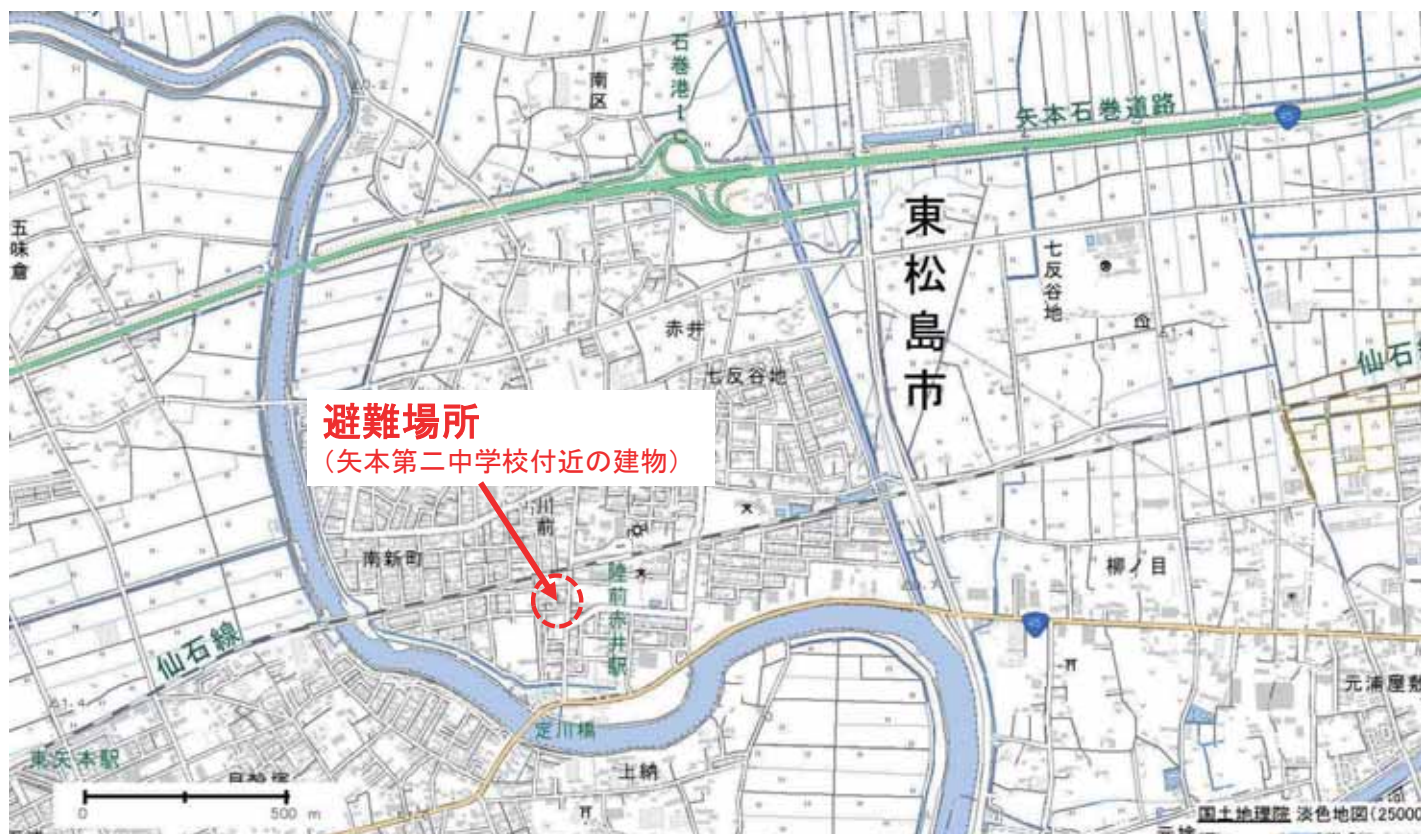 石巻港IC
南区
矢本石巻道路
五味倉
東松島市
七反谷地
赤井
仙石
七反谷地
避難場所
(矢本第二中学校付近の建物)
川前
南新町
陸前赤井駅
柳ノ目
仙石線
定川橋
元浦屋敷
東矢本駅
上納
0
500 m
国土地理院 淡色地図(25000